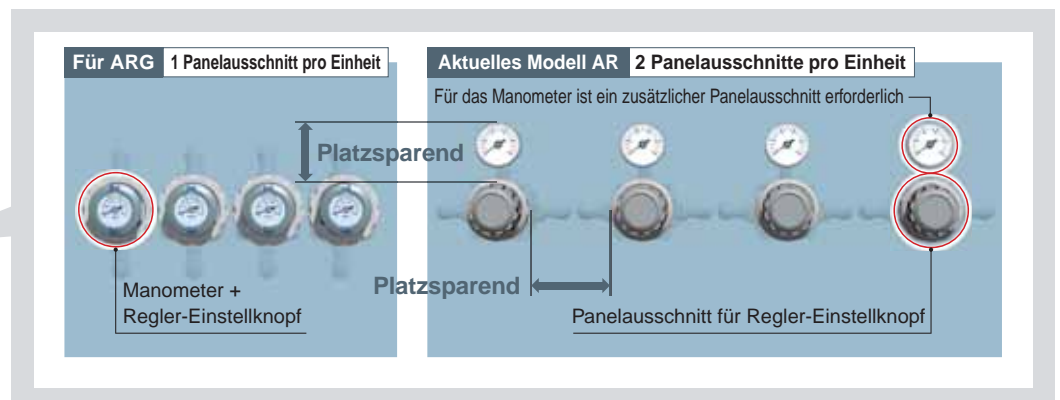 Für ARG 1 Panelausschnitt pro Einheit
Manometer +
Regler-Einstellknopf
Aktuelles Modell AR 2 Panelausschnitte pro Einheit
Für das Manometer ist ein zusätzlicher Panelausschnitt erforderlich
Platzsparend
Platzsparend
Panelausschnitt für Regler-Einstellknopf